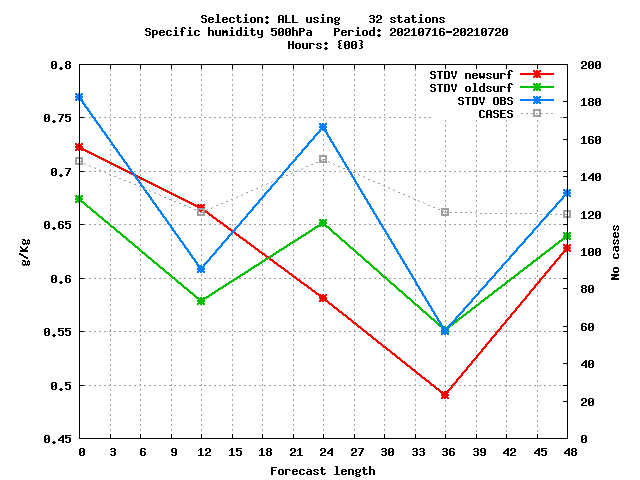 Selection: ALL using    32 stations
Specific humidity 500hPa   Period: 20210716-20210720
Hours: {00}
STDV newsurf
STDV oldsurf
STDV OBS
CASES
0.8
0.75
0.7
0.65
0.6
0.55
0.5
0.45
g/Kg
200
180
160
140
120
100
80
60
40
20
0
No cases
0 3 6 9 12 15 18 21 24 27 30 33 36 39 42 45 48
Forecast length